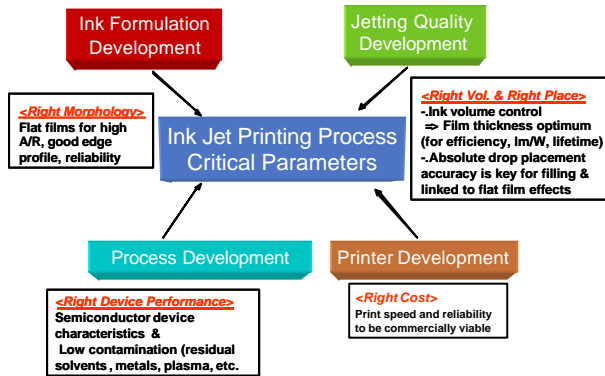 Ink Formulation
Development
Jetting Quality
Development
<Right Morphology>
Flat films for high
A/R, good edge
profile, reliability
Ink Jet Printing Process
Critical Parameters
<Right Vol. & Right Place>
-.Ink volume control
⇒ Film thickness optimum
(for efficiency, lm/W, lifetime)
-.Absolute drop placement
accuracy is key for filling &
linked to flat film effects
Process Development
Printer Development
<Right Device Performance>
Semiconductor device
characteristics &
Low contamination (residual
solvents , metals, plasma, etc.
<Right Cost>
Print speed and reliability
to be commercially viable